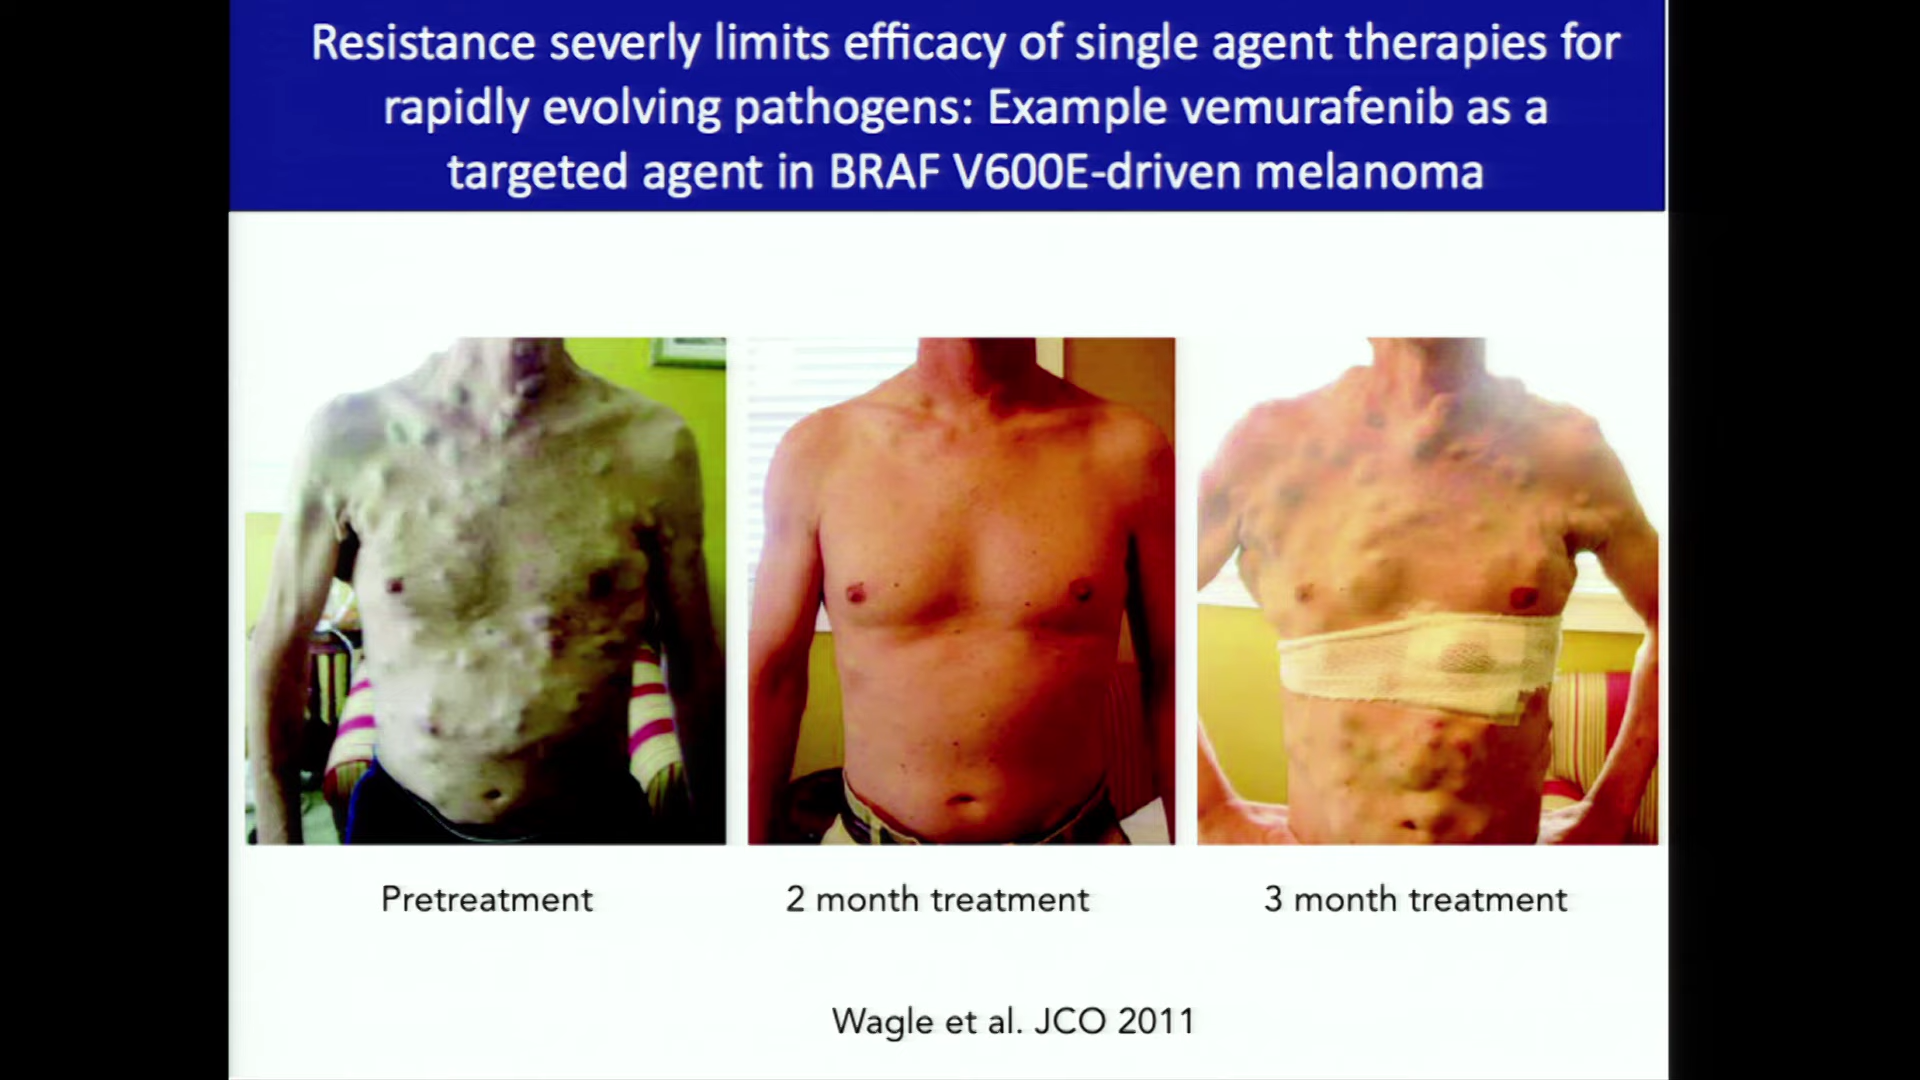 Resistance severly limits efficacy of single agent therapies for
rapidly evolving pathogens: Example vemurafenib as a
targeted agent in BRAF V600E-driven melanoma
Pretreatment
2 month treatment
3 month treatment
Wagle et al. JCO 2011